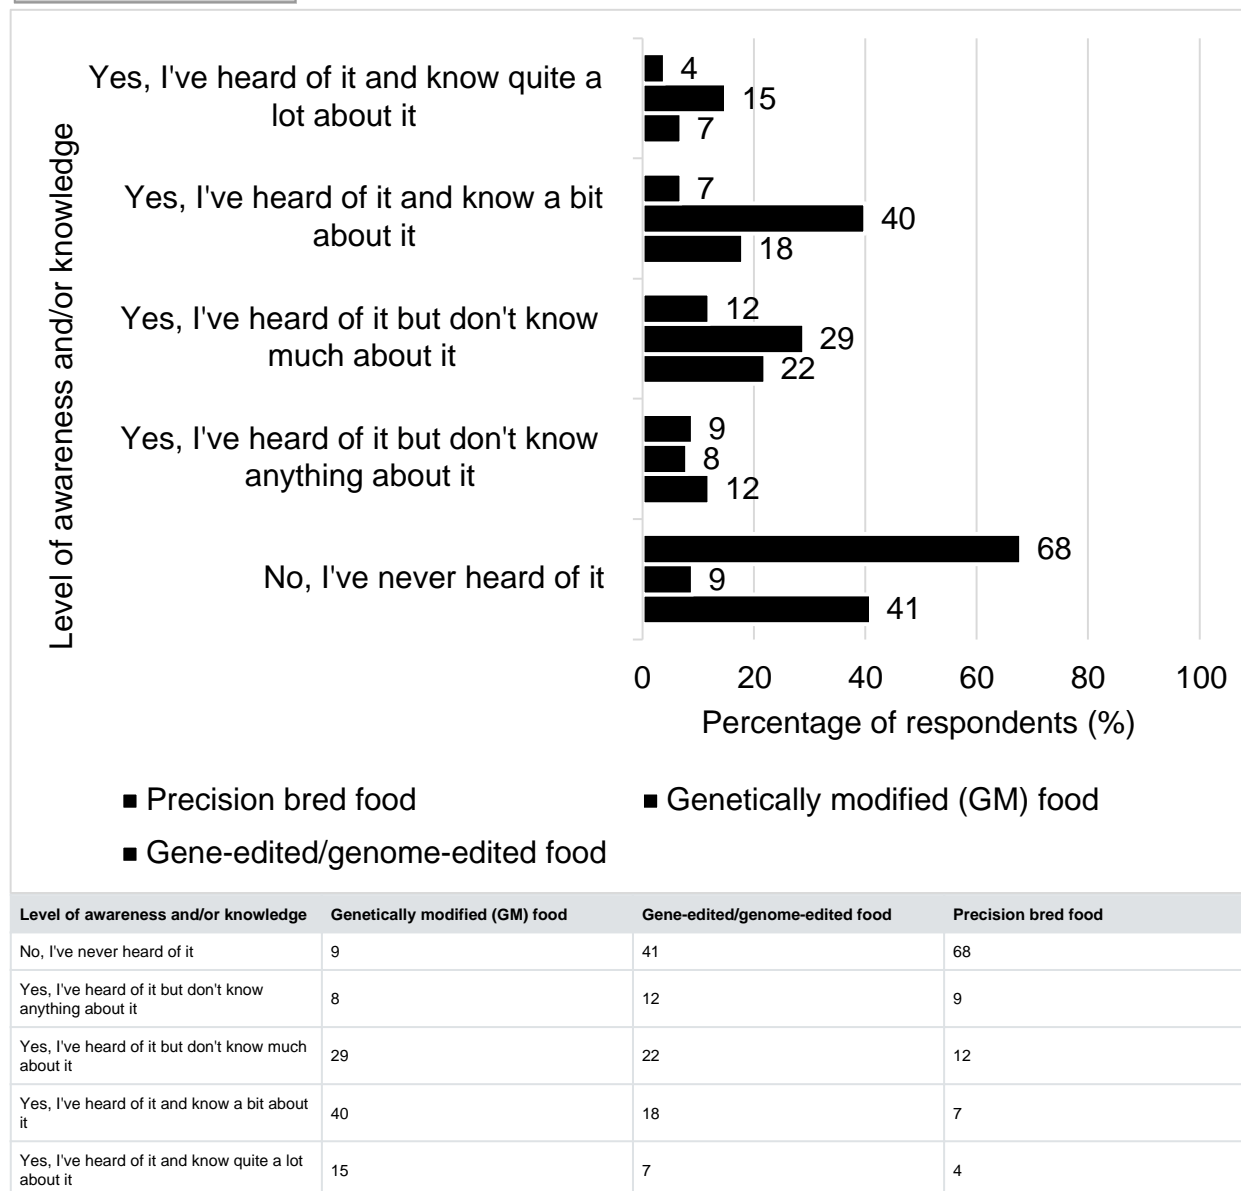 Level of awareness and/or knowledge
Yes, I've heard of it and know quite a
lot about it
4
15
7
Yes, I've heard of it and know a bit
about it
7
40
18
Yes, I've heard of it but don't know
much about it
12
29
22
Yes, I've heard of it but don't know
anything about it
9
8
12
No, I've never heard of it
68
9
41
0 20 40 60 80 100
Percentage of respondents (%)
Precision bred food Genetically modified (GM) food
Gene-edited/genome-edited food
Level of awareness and/or knowledge Genetically modified (GM) food Gene-edited/genome-edited food Precision bred food
No, I've never heard of it 9 41 68
Yes, I've heard of it but don't know
anything about it 8 12 9
Yes, I've heard of it but don't know much
about it 29 22 12
Yes, I've heard of it and know a bit about
it 40 18 7
Yes, I've heard of it and know quite a lot
about it 15 7 4